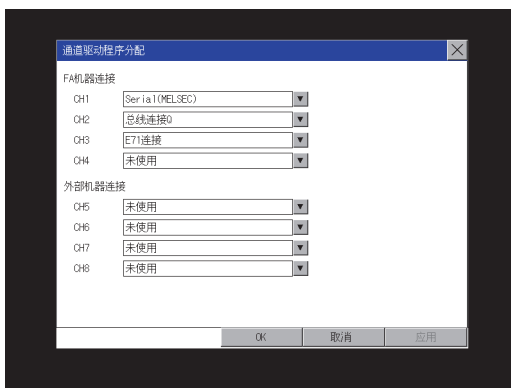 通道驱动程序分配
FA机器连接
CH1 Serial(MELSEC)
CH2 总线连接Q
CH3 E71连接
CH4 未使用
外部机器连接
CH5 未使用
CH6 未使用
CH7 未使用
CH8 未使用
OK 取消 应用